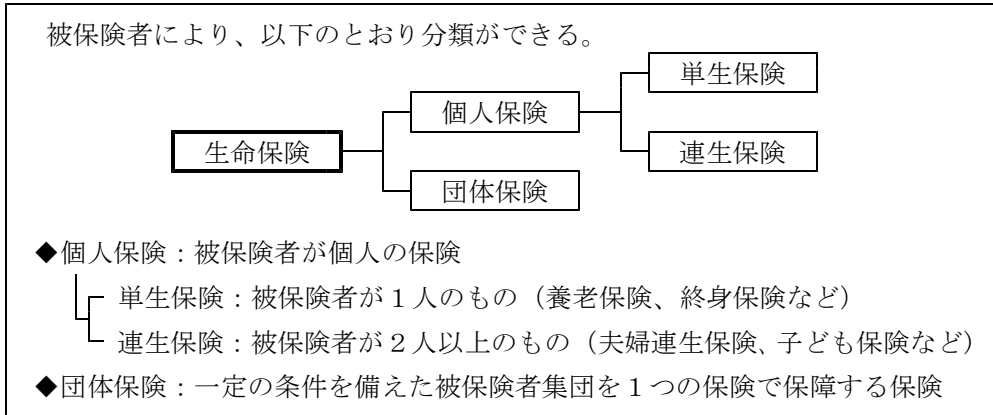 被保険者により、以下のとおり分類ができる。
単生保険
個人保険
生命保険
連生保険
団体保険
◆個人保険：被保険者が個人の保険
単生保険：被保険者が１人のもの（養老保険、終身保険など）
連生保険：被保険者が２人以上のもの（夫婦連生保険、子ども保険など）
◆団体保険：一定の条件を備えた被保険者集団を１つの保険で保障する保険